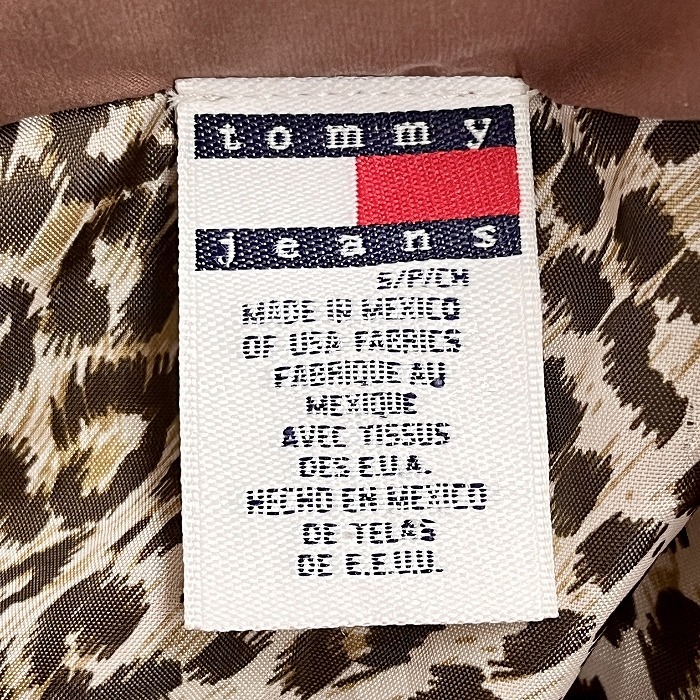 tommy
jeans
S/P/CH
MADE IN MEXICO
OF USA FABRICS
FABRIQUE AU
MEXIQUE
AVEC TISSUS
DES E.U.A.
HECHO EN MEXICO
DE TELAS
DE E.E.U.U.